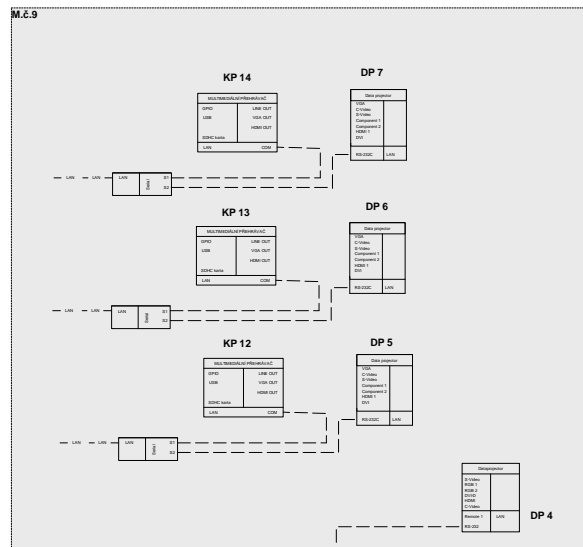 M.č.9
KP 14
DP 7
MULTIMEDIÁLNÍ PŘEHRÁVAČ
GPIO LINE OUT
USB VGA OUT
HDMI OUT
SDHC karta
LAN COM
Data projector
VGA
C-Video
S-Video
Component 1
Component 2
HDMI 1
DVI
RS-232C LAN
LAN LAN LAN Serial S1
S2
KP 13
DP 6
MULTIMEDIÁLNÍ PŘEHRÁVAČ
GPIO LINE OUT
USB VGA OUT
HDMI OUT
SDHC karta
LAN COM
Data projector
VGA
C-Video
S-Video
Component 1
Component 2
HDMI 1
DVI
RS-232C LAN
LAN LAN LAN Serial S1
S2
KP 12
DP 5
MULTIMEDIÁLNÍ PŘEHRÁVAČ
GPIO LINE OUT
USB VGA OUT
HDMI OUT
SDHC karta
LAN COM
Data projector
VGA
C-Video
S-Video
Component 1
Component 2
HDMI 1
DVI
RS-232C LAN
LAN LAN LAN Serial S1
S2
Dataprojector
S-Video
RGB 1
RGB 2
DVI-D
HDMI
C-Video
Remote 1 LAN
RS-232
DP 4